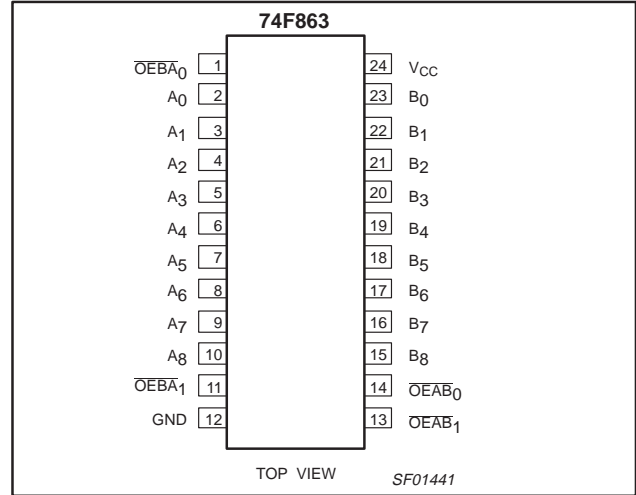 74F863
OEBA0 1 24 VCC
A0 2 23 B0
A1 3 22 B1
A2 4 21 B2
A3 5 20 B3
A4 6 19 B4
A5 7 18 B5
A6 8 17 B6
A7 9 16 B7
A8 10 15 B8
OEBA1 11 14 OEAB0
GND 12 13 OEAB1
TOP VIEW SF01441